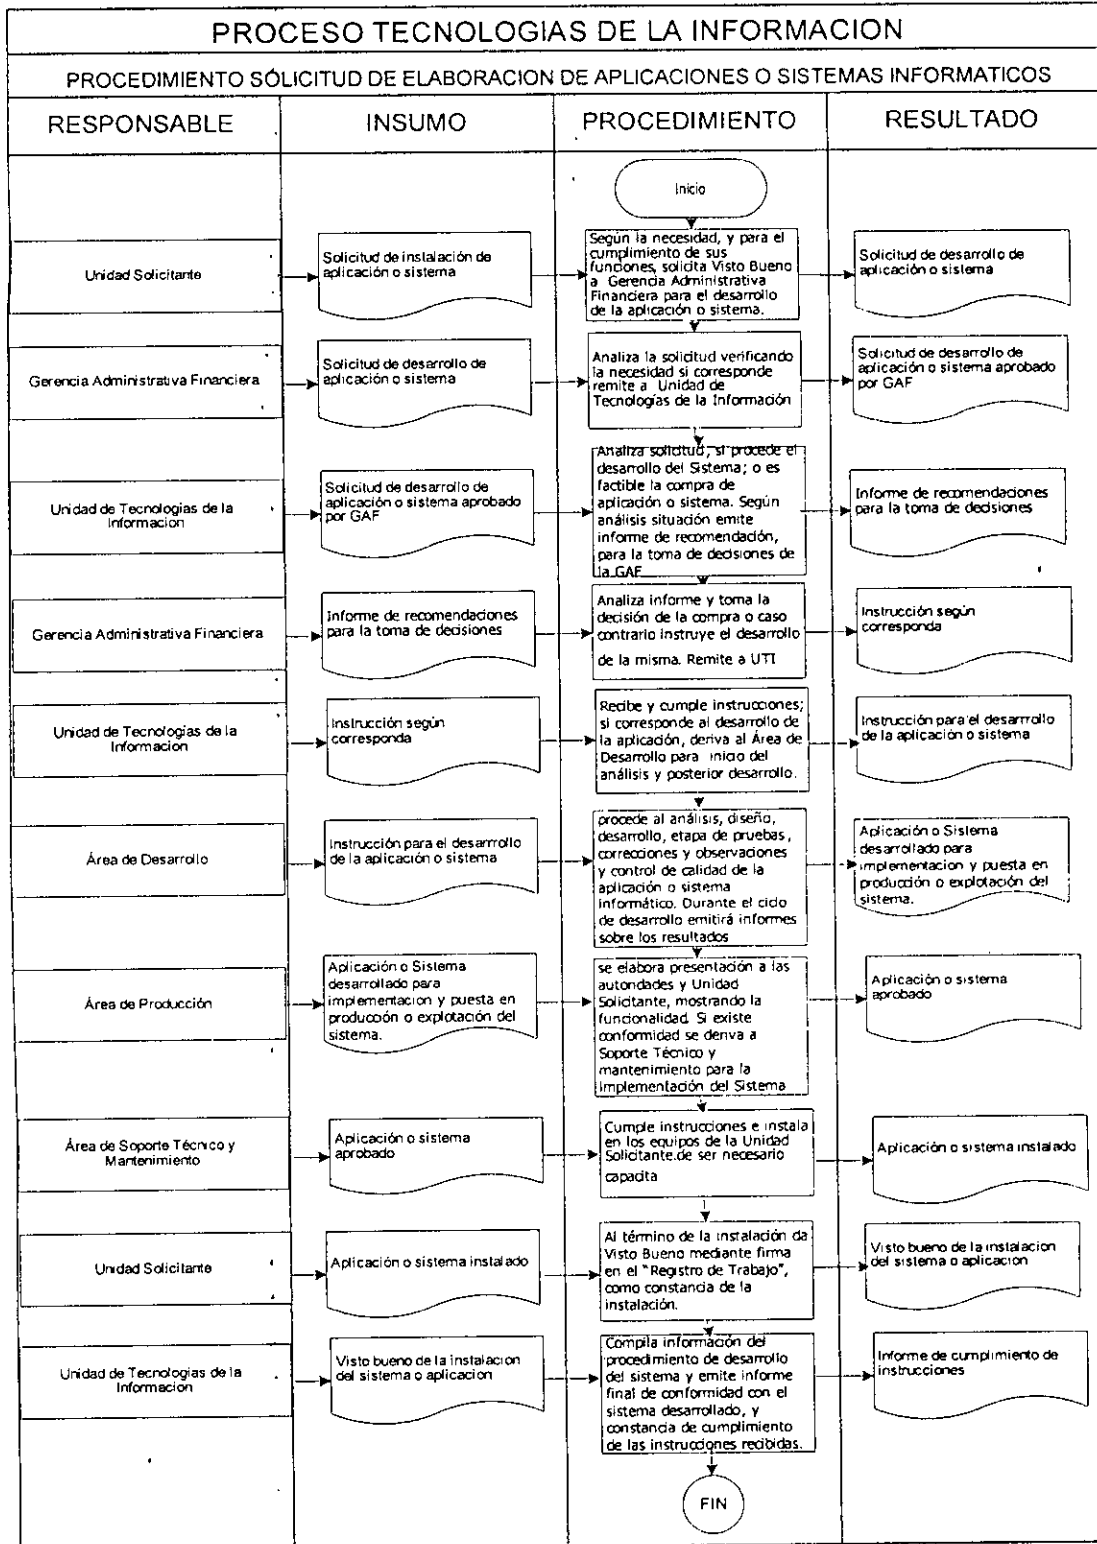 PROCESO TECNOLOGIAS DE LA INFORMACION
PROCEDIMIENTO SOLICITUD DE ELABORACION DE APLICACIONES O SISTEMAS INFORMATICOS
RESPONSABLE
INSUMO
PROCEDIMIENTO
RESULTADO
Inicio
Unidad Solicitante
Solicitud de instalación de
aplicación o sistema
Según la necesidad, y para el
cumplimiento de sus
funciones, solicita Visto Bueno
a Gerencia Administrativa
Financiera para el desarrollo
de la aplicación o sistema.
Solicitud de desarrollo de
aplicación o sistema
Gerencia Administrativa Financiera
Solicitud de desarrollo de
aplicación o sistema
Analiza la solicitud verificando
la necesidad si corresponde
remite a Unidad de
Tecnologías de la Información
Solicitud de desarrollo de
aplicación o sistema aprobado
por GAF
Unidad de Tecnologias de la
Informacion
Solicitud de desarrollo de
aplicación o sistema aprobado
por GAF
Analiza solicitud, si procede el
desarrollo del Sistema; o es
factible la compra de
aplicación o sistema. Según
análisis situación emite
informe de recomendación,
para la toma de decisiones de
la GAF
Informe de recomendaciones
para la toma de decisiones
Gerencia Administrativa Financiera
Informe de recomendaciones
para la toma de decisiones
Analiza informe y toma la
decisión de la compra o caso
contrario instruye el desarrollo
de la misma. Remite a UTI
Instrucción según
corresponda
Unidad de Tecnologias de la
Informacion
Instrucción según
corresponda
Recibe y cumple instrucciones;
si corresponde al desarrollo de
la aplicación, deriva al Área de
Desarrollo para inicio del
análisis y posterior desarrollo.
Instrucción para el desarrrollo
de la aplicación o sistema
Área de Desarrollo
Instrucción para el desarrrollo
de la aplicación o sistema
procede al análisis, diseño,
desarrollo, etapa de pruebas,
correcciones y observaciones
y control de calidad de la
aplicación o sistema
informático. Durante el ciclo
de desarrollo emitirá informes
sobre los resultados
Aplicación o Sistema
desarrollado para
implementacion y puesta en
producción o explotación del
sistema.
Área de Producción
Aplicación o Sistema
desarrollado para
implementacion y puesta en
producción o explotación del
sistema.
se elabora presentación a las
autoridades y Unidad
Solicitante, mostrando la
funcionalidad. Si existe
conformidad se deriva a
Soporte Técnico y
mantenimiento para la
Implementación del Sistema
Aplicación o sistema
aprobado
Área de Soporte Técnico y
Mantenimiento
Aplicación o sistema
aprobado
Cumple instrucciones e instala
en los equipos de la Unidad
Solicitante.de ser necesario
capacita
Aplicación o sistema instalado
Unidad Solicitante
Aplicación o sistema instalado
Al término de la instalación da
Visto Bueno mediante firma
en el "Registro de Trabajo",
como constancia de la
instalación.
Visto bueno de la instalacion
del sistema o aplicacion
Unidad de Tecnologias de la
Informacion
Visto bueno de la instalacion
del sistema o aplicacion
Compila información del
procedimiento de desarrollo
del sistema y emite informe
final de conformidad con el
sistema desarrollado, y
constancia de cumplimiento
de las instrucciones recibidas.
Informe de cumplimiento de
instrucciones
FIN